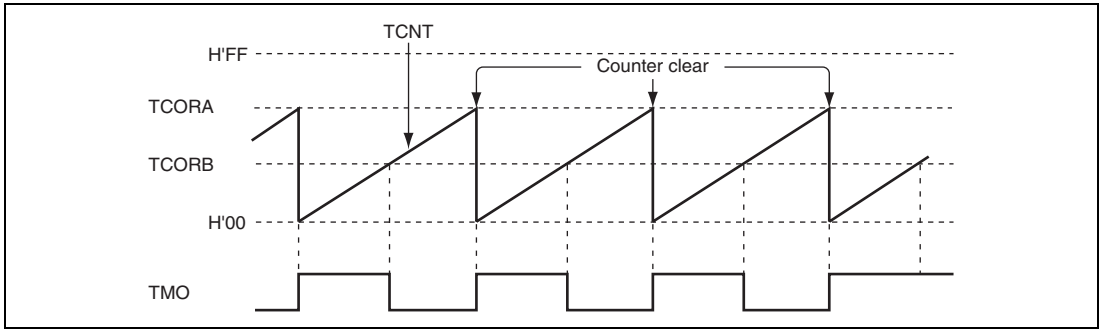 TCNT
H'FF
Counter clear
TCORA
TCORB
H'00
TMO